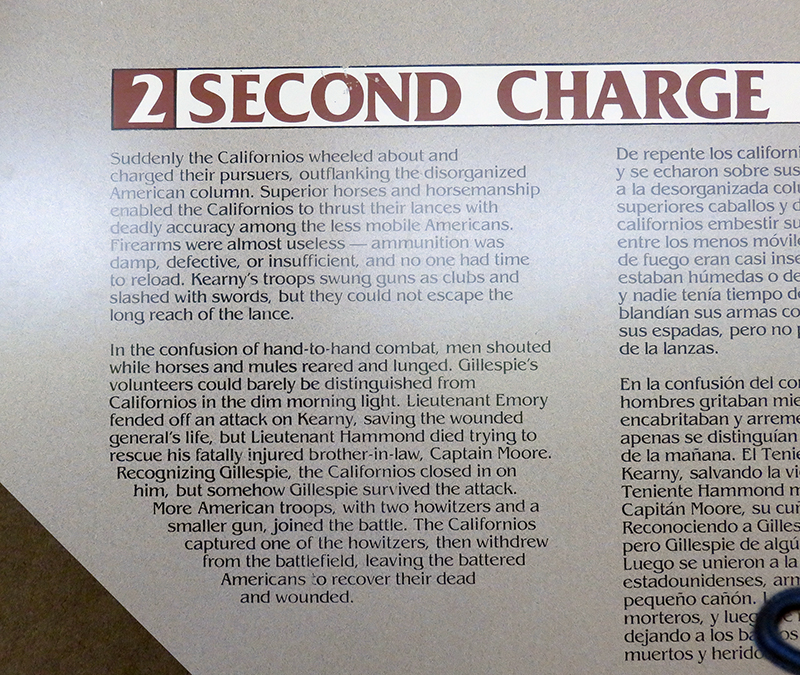 2 SECOND CHARGE
Suddenly the Californios wheeled about and
charged their pursuers, outflanking the disorganized
American column. Superior horses and horsemanship
enabled the Californios to thrust their lances with
deadly accuracy among the less mobile Americans.
Firearms were almost useless — ammunition was
damp, defective, or insufficient, and no one had time
to reload. Kearny's troops swung guns as clubs and
slashed with swords, but they could not escape the
long reach of the lance.
In the confusion of hand-to-hand combat, men shouted
while horses and mules reared and lunged. Gillespie's
volunteers could barely be distinguished from
Californios in the dim morning light. Lieutenant Emory
fended off an attack on Kearny, saving the wounded
general's life, but Lieutenant Hammond died trying to
rescue his fatally injured brother-in-law, Captain Moore.
Recognizing Gillespie, the Californios closed in on
him, but somehow Gillespie survived the attack.
More American troops, with two howitzers and a
smaller gun, joined the battle. The Californios
captured one of the howitzers, then withdrew
from the battlefield, leaving the battered
Americans to recover their dead
and wounded.
De repente los californi
y se echaron sobre sus
a la desorganizada colu
superiores caballos y d
californios embestir su
entre los menos móvile
de fuego eran casi inse
estaban húmedas o de
y nadie tenía tiempo de
blandían sus armas co
sus espadas, pero no p
de la lanzas.
En la confusión del co
hombres gritaban mie
encabritaban y arreme
apenas se distinguían
de la mañana. El Tenie
Kearny, salvando la vi
Teniente Hammond m
Capitán Moore, su cuñ
Reconociendo a Gilles
pero Gillespie de algú
Luego se unieron a la
estadounidenses, arm
pequeño cañón.
morteros, y
dejando a los
muertos y